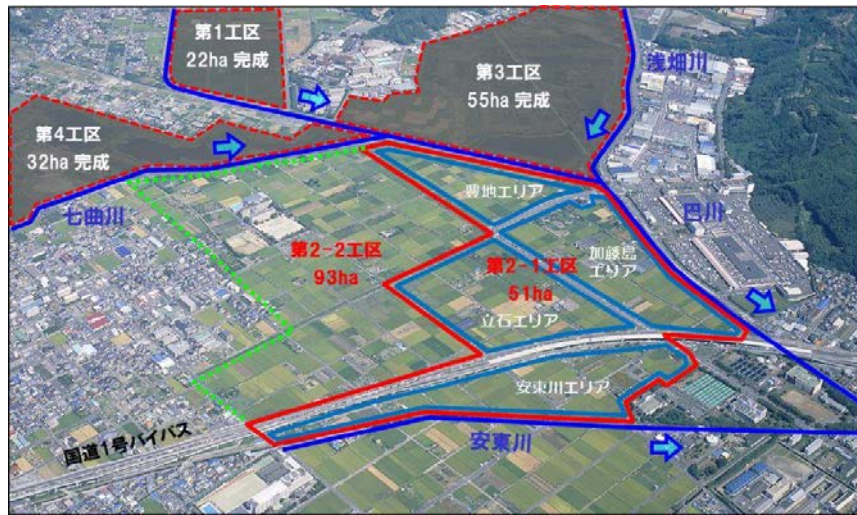 第1工区
22ha 完成
第3工区
55ha 完成
浅畑川
第4工区
32ha 完成
七曲川
豊地エリア
巴川
第2-2工区
93ha
加藤島
エリア
第2-1工区
51ha
立石エリア
安東川エリア
国道1号バイパス
安東川